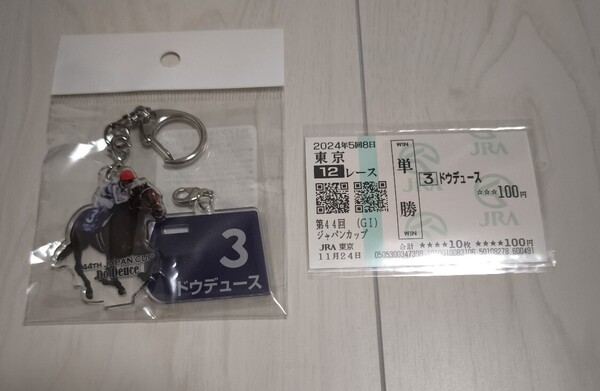 3
44TH JAPAN CUP
Do Deuce
3
ドウデュース
2024年5回8日
東京
12レース
第44回 (GI)
ジャパンカップ
JRA 東京
11月24日
WIN
単勝
WIN
3 ドウデュース
☆☆☆100円
JRA
JRA
合計 ★★★★10枚 ★★★★100円